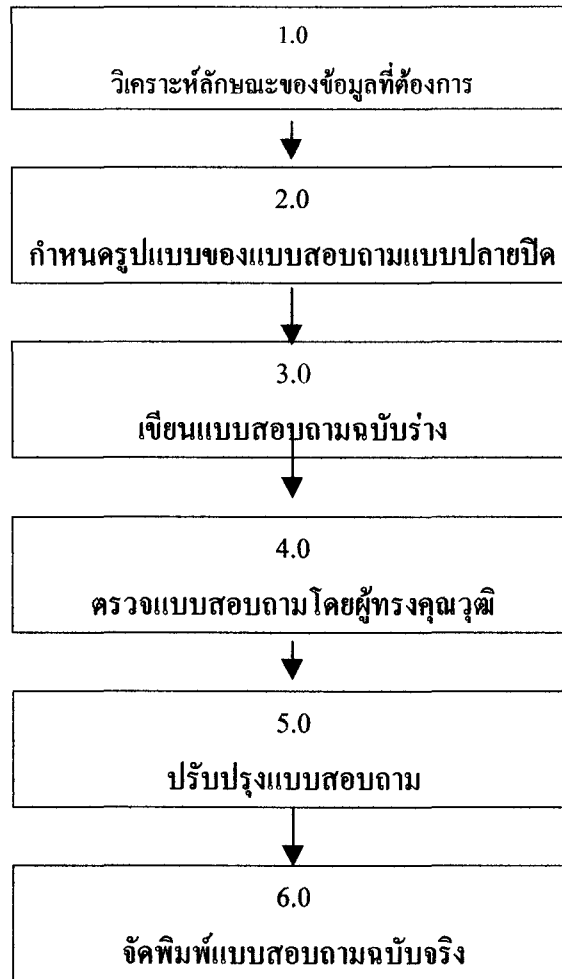 1.0
วิเคราะห์ลักษณะของข้อมูลที่ต้องการ
2.0
กำหนดรูปแบบของแบบสอบถามแบบปลายปิด
3.0
เขียนแบบสอบถามฉบับร่าง
4.0
ตรวจแบบสอบถามโดยผู้ทรงคุณวุฒิ
5.0
ปรับปรุงแบบสอบถาม
6.0
จัดพิมพ์แบบสอบถามฉบับจริง